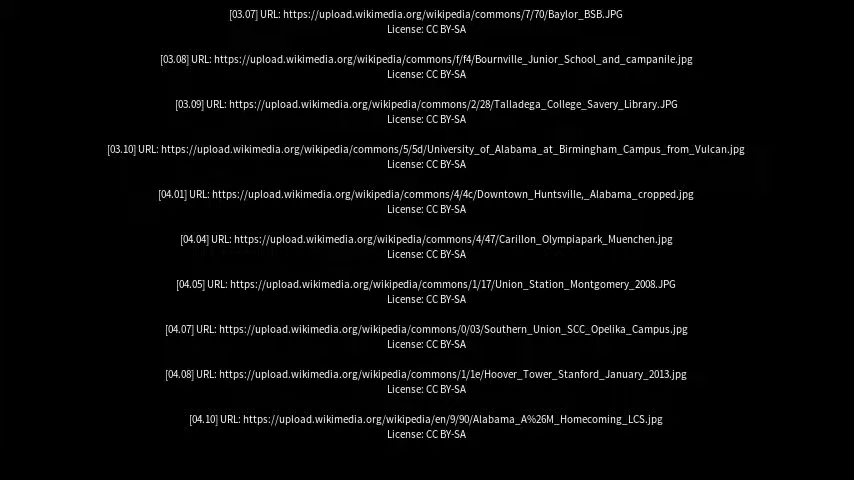 [03.07] URL: https://upload.wikimedia.org/wikipedia/commons/7/70/Baylor_BSB.JPG
License: CC BY-SA
[03.08] URL: https://upload.wikimedia.org/wikipedia/commons/f/f4/Bournville_Junior_School_and_campanile.jpg
License: CC BY-SA
[03.09] URL: https://upload.wikimedia.org/wikipedia/commons/2/28/Talladega_College_Savery_Library.JPG
License: CC BY-SA
[03.10] URL: https://upload.wikimedia.org/wikipedia/commons/5/5d/University_of_Alabama_at_Birmingham_Campus_from_Vulcan.jpg
License: CC BY-SA
[04.01] URL: https://upload.wikimedia.org/wikipedia/commons/4/4c/Downtown_Huntsville,_Alabama_cropped.jpg
License: CC BY-SA
[04.04] URL: https://upload.wikimedia.org/wikipedia/commons/4/47/Carillon_Olympiapark_Muenchen.jpg
License: CC BY-SA
[04.05] URL: https://upload.wikimedia.org/wikipedia/commons/1/17/Union_Station_Montgomery_2008.JPG
License: CC BY-SA
[04.07] URL: https://upload.wikimedia.org/wikipedia/commons/0/03/Southern_Union_SCC_Opelika_Campus.jpg
License: CC BY-SA
[04.08] URL: https://upload.wikimedia.org/wikipedia/commons/1/1e/Hoover_Tower_Stanford_January_2013.jpg
License: CC BY-SA
[04.10] URL: https://upload.wikimedia.org/wikipedia/en/9/90/Alabama_A%26M_Homecoming_LCS.jpg
License: CC BY-SA